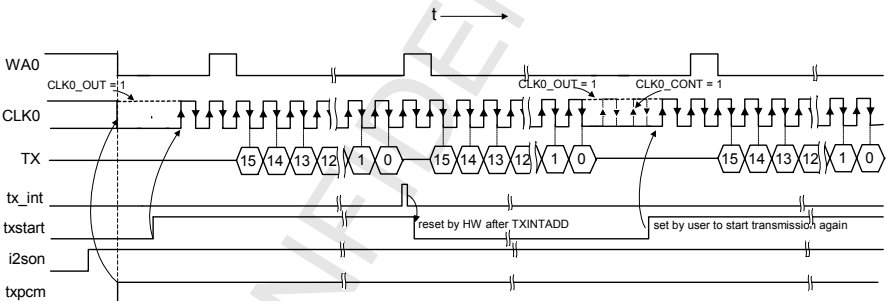 t
WA0
CLK0_OUT = 1
CLK0_OUT = 1
CLK0_CONT = 1
CLK0
TX
15 14 13 12 1 0 15 14 13 12 1 0 15 14 13 12 1 0
tx_int
txstart
reset by HW after TXINTADD
set by user to start transmission again
i2son
txpcm